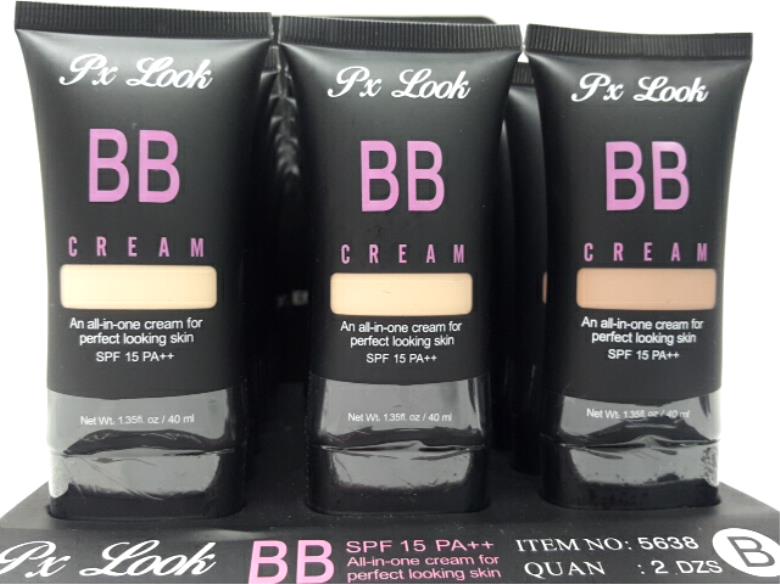 Px Look
BB
CREAM
An all-in-one cream for
perfect looking skin
SPF 15 PA++
Net Wt. 1.35fl. oz / 40 ml
Px Look
BB
CREAM
An all-in-one cream for
perfect looking skin
SPF 15 PA++
Net Wt. 1.35fl. oz / 40 ml
Px Look
BB
CREAM
An all-in-one cream for
perfect looking skin
SPF 15 PA++
Net Wt. 1.35fl. oz / 40 ml
Px Look
BB
SPF 15 PA++
All-in-one cream for
perfect looking skin
ITEM NO: 5638
QUAN : 2 DZS
B